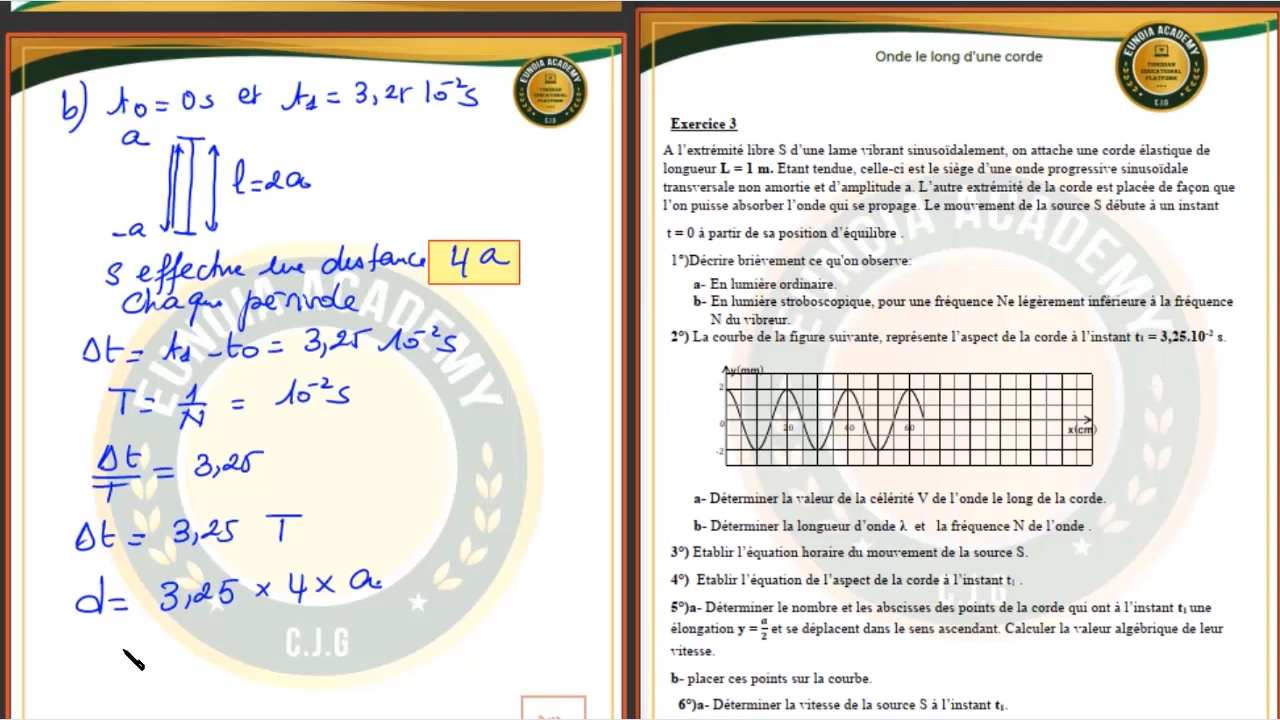 EUNOIA ACADEMY
TUNISIAN EDUCATIONAL PLATFORM
C.J.G
b) t0 = 0s et t1 = 3,25 10⁻²s
a
l = 2a
-a
S effectue une distance 4a
chaque période
Δt = t1 - t0 = 3,25 10⁻²s
T = 1/N = 10⁻²s
Δt/T = 3,25
Δt = 3,25 T
d = 3,25 × 4 × a
EUNOIA ACADEMY
C.J.G
Onde le long d'une corde
EUNOIA ACADEMY
TUNISIAN EDUCATIONAL PLATFORM
C.J.G
Exercice 3
A l'extrémité libre S d'une lame vibrant sinusoïdalement, on attache une corde élastique de
longueur L = 1 m. Etant tendue, celle-ci est le siège d'une onde progressive sinusoïdale
transversale non amortie et d'amplitude a. L'autre extrémité de la corde est placée de façon que
l'on puisse absorber l'onde qui se propage. Le mouvement de la source S débute à un instant
t = 0 à partir de sa position d'équilibre .
1°)Décrire brièvement ce qu'on observe:
a- En lumière ordinaire.
b- En lumière stroboscopique, pour une fréquence Ne légèrement inférieure à la fréquence
N du vibreur.
2°) La courbe de la figure suivante, représente l'aspect de la corde à l'instant t1 = 3,25.10⁻² s.
y(mm)
2
0
20
40
60
x(cm)
-2
a- Déterminer la valeur de la célérité V de l'onde le long de la corde.
b- Déterminer la longueur d'onde λ et la fréquence N de l'onde .
3°) Etablir l'équation horaire du mouvement de la source S.
4°) Etablir l'équation de l'aspect de la corde à l'instant t1 .
5°)a- Déterminer le nombre et les abscisses des points de la corde qui ont à l'instant t1 une
élongation y = a/2 et se déplacent dans le sens ascendant. Calculer la valeur algébrique de leur
vitesse.
b- placer ces points sur la courbe.
6°)a- Déterminer la vitesse de la source S à l'instant t1.